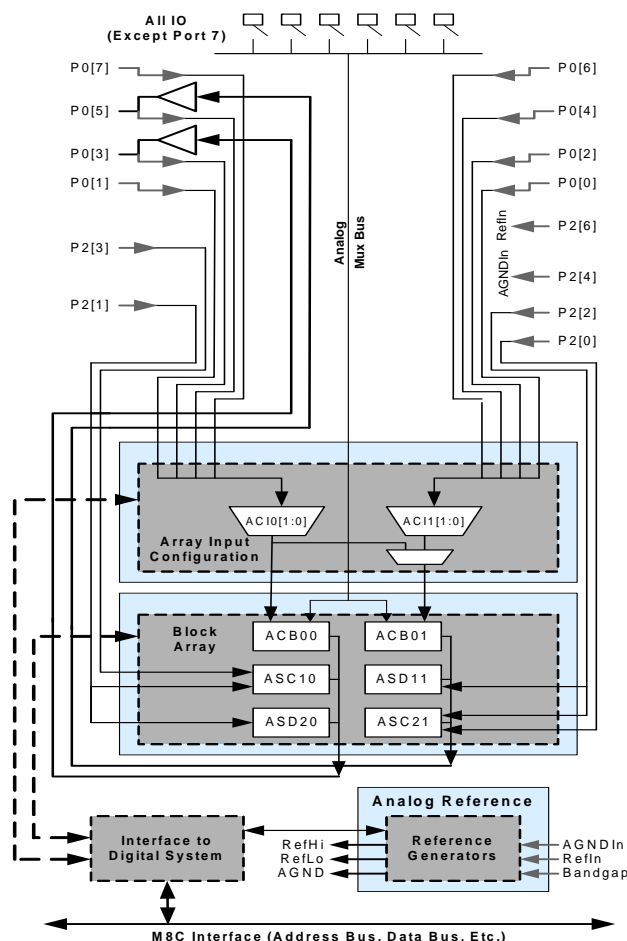 All IO
(Except Port 7)
P0[7]
P0[5]
P0[3]
P0[1]
P2[3]
P2[1]
P0[6]
P0[4]
P0[2]
P0[0]
P2[6]
P2[4]
P2[2]
P2[0]
AGNDIn RefIn
Analog
Mux Bus
ACI0[1:0]
ACI1[1:0]
Array Input
Configuration
Block
Array
ACB00
ACB01
ASC10
ASD11
ASD20
ASC21
Analog Reference
Interface to
Digital System
RefHi
RefLo
AGND
Reference
Generators
AGNDIn
RefIn
Bandgap
M8C Interface (Address Bus, Data Bus, Etc.)